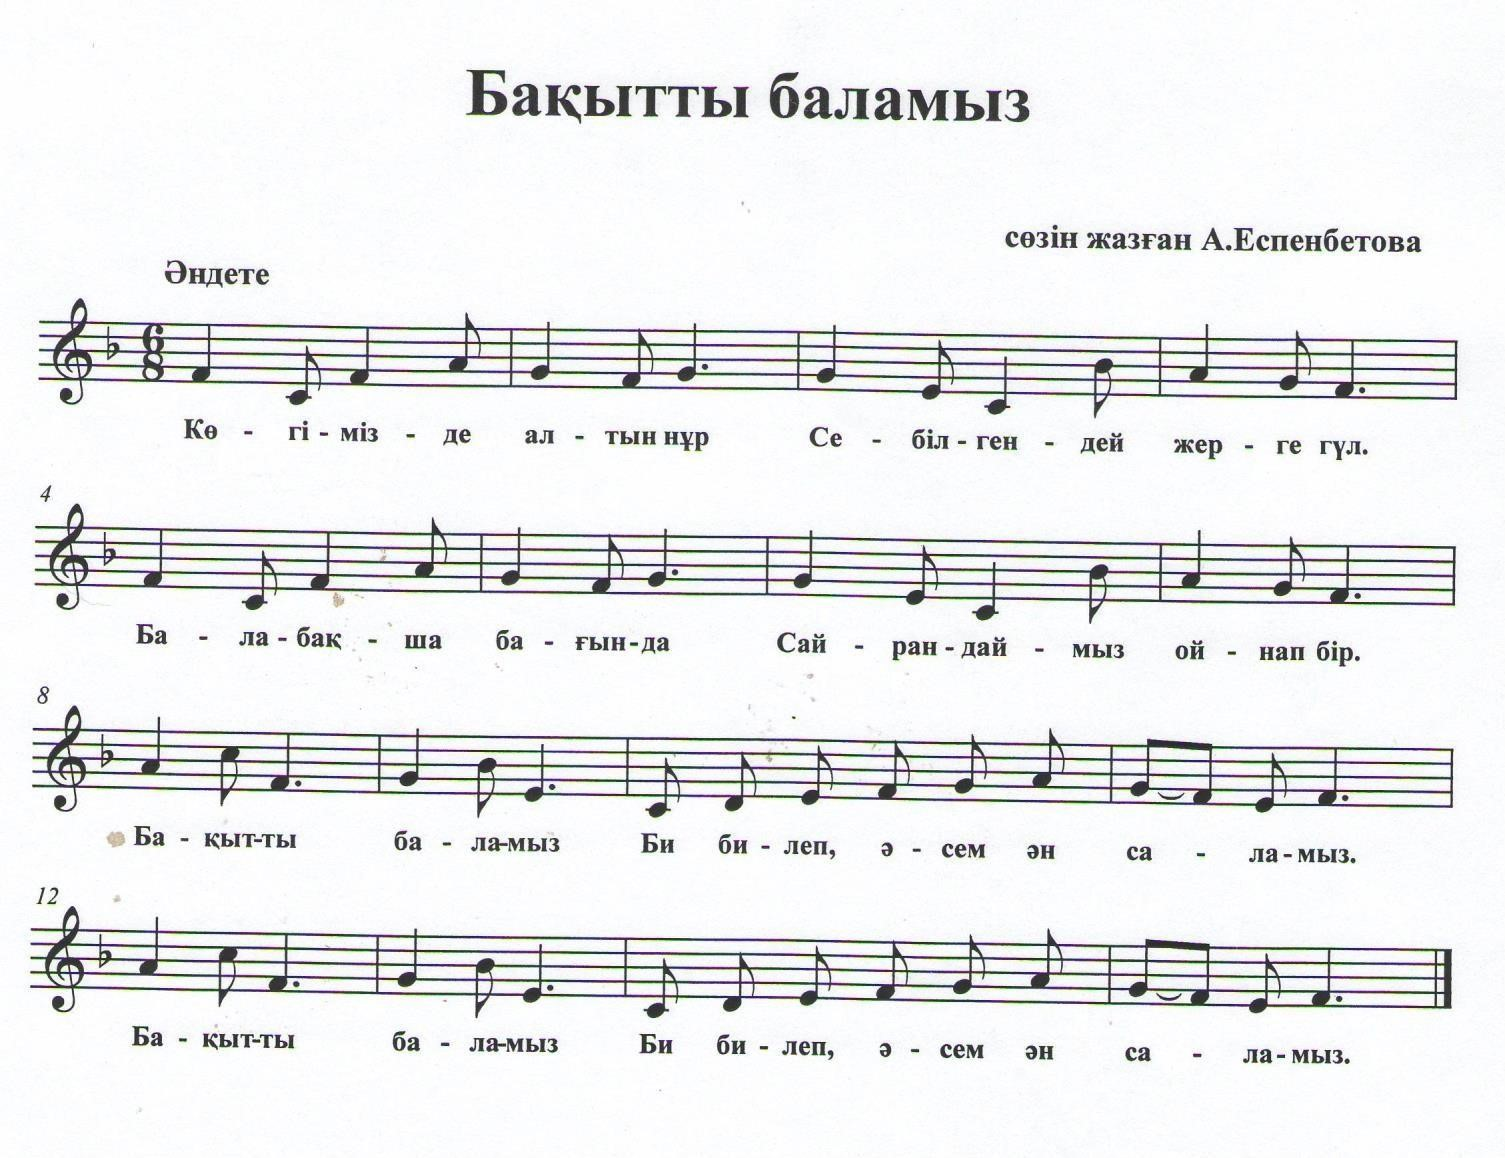 Бақытты баламыз
сөзін жазған А.Еспенбетова
Әндете
6
8
Кө - гі - міз - де ал - тын нұр Се - біл - ген - дей жер - ге гүл.
4
Ба - ла - бақ - ша ба - ғын-да Сай - ран - дай - мыз ой - нап бір.
8
Ба - қыт-ты ба - ла-мыз Би би - леп, ә - сем ән са - ла - мыз.
12
Ба - қыт-ты ба - ла-мыз Би би - леп, ә - сем ән са - ла - мыз.